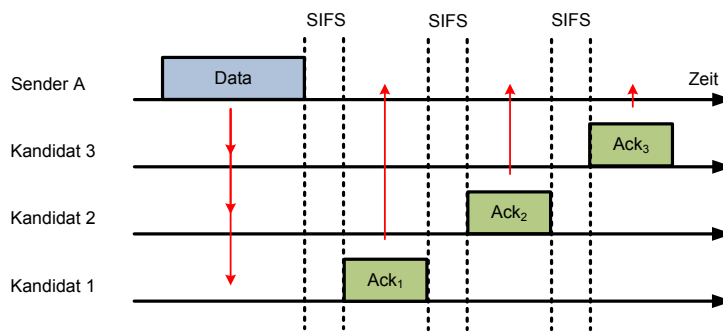 SIFS SIFS SIFS
Sender A Data Zeit
Kandidat 3 Ack₃
Kandidat 2 Ack₂
Kandidat 1 Ack₁